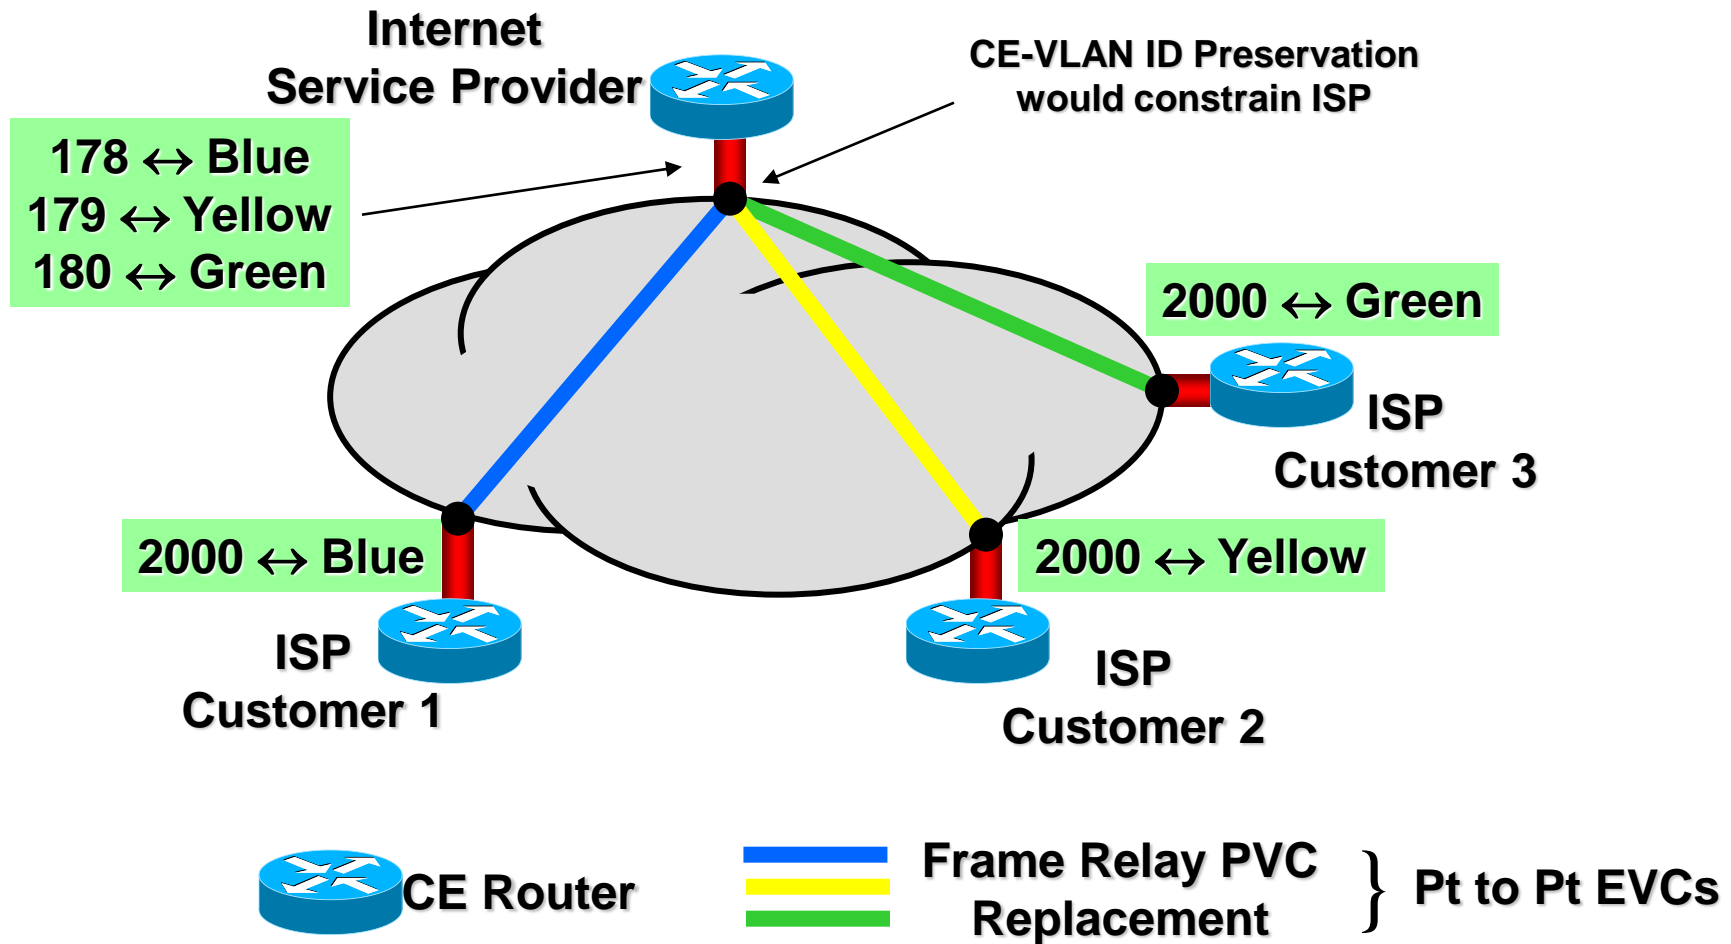 Internet
Service Provider
CE-VLAN ID Preservation
would constrain ISP
178 ↔ Blue
179 ↔ Yellow
180 ↔ Green
2000 ↔ Green
ISP
Customer 3
2000 ↔ Blue
2000 ↔ Yellow
ISP
Customer 1
ISP
Customer 2
CE Router
Frame Relay PVC
Replacement
} Pt to Pt EVCs